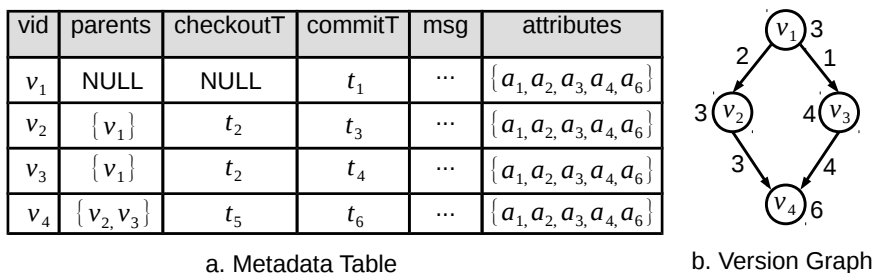 vid parents checkoutT commitT msg attributes
v1 NULL NULL t1 ... {a1, a2, a3, a4, a6}
v2 {v1} t2 t3 ... {a1, a2, a3, a4, a6}
v3 {v1} t2 t4 ... {a1, a2, a3, a4, a6}
v4 {v2, v3} t5 t6 ... {a1, a2, a3, a4, a6}
a. Metadata Table
v1 3
2 1
3 v2 4 v3
3 4
v4 6
b. Version Graph